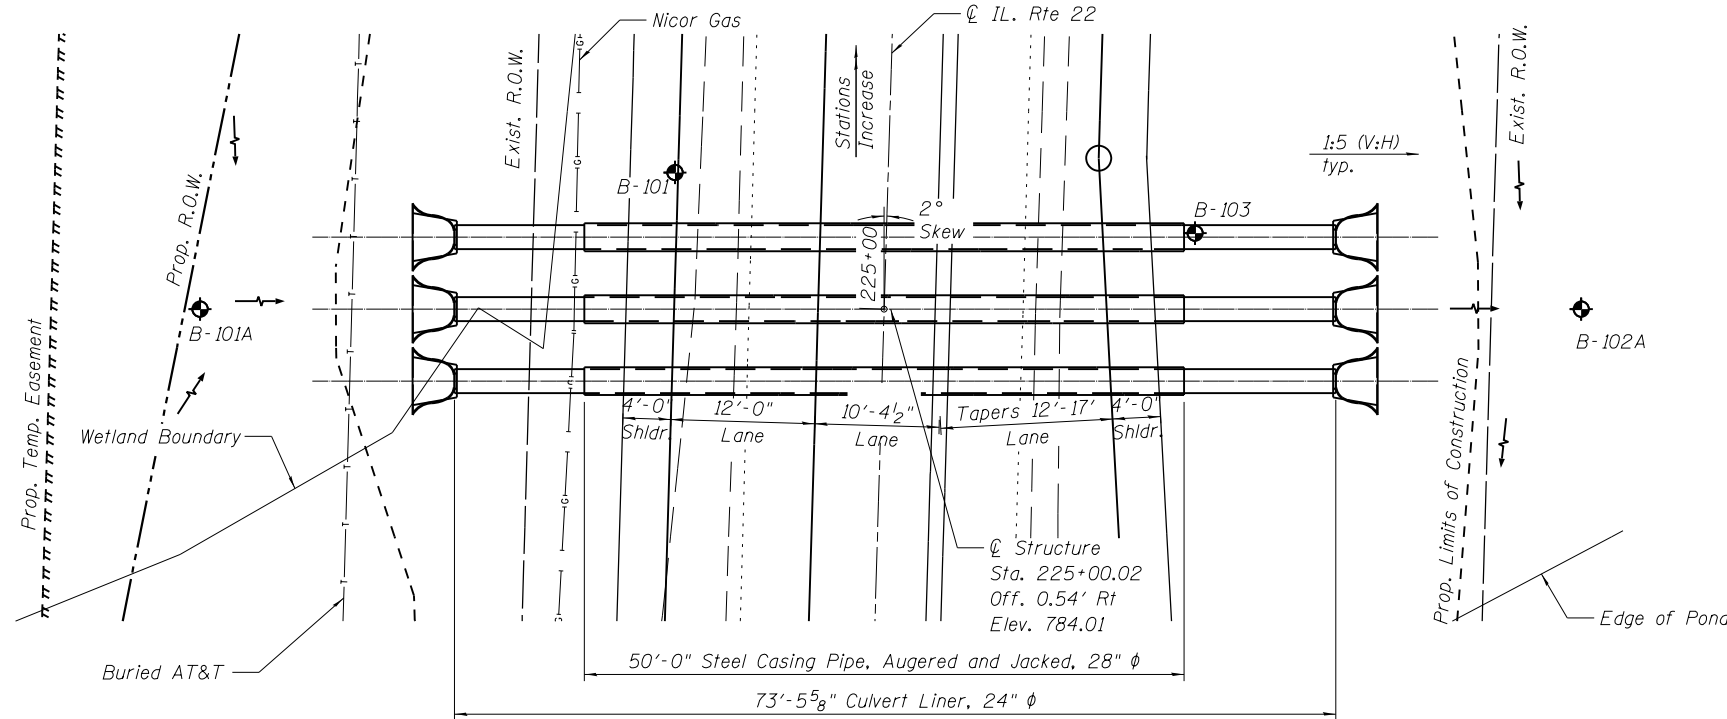 Nicor Gas
℄ IL. Rte 22
Stations
Increase
Exist. R.O.W.
Exist. R.O.W.
Prop. R.O.W.
1:5 (V:H)
typ.
B-101
2°
Skew
B-103
225+00
B-101A
B-102A
Prop. Temp. Easement
Wetland Boundary
4'-0"
Shldr.
12'-0"
Lane
10'-4½"
Lane
Tapers 12'-17'
Lane
4'-0"
Shldr.
Prop. Limits of Construction
℄ Structure
Sta. 225+00.02
Off. 0.54' Rt
Elev. 784.01
Edge of Pond
Buried AT&T
50'-0" Steel Casing Pipe, Augered and Jacked, 28" ϕ
73'-5⅝" Culvert Liner, 24" ϕ
T
T
T
T
T
T
T
G
G
G
G
G
G
G
G
G